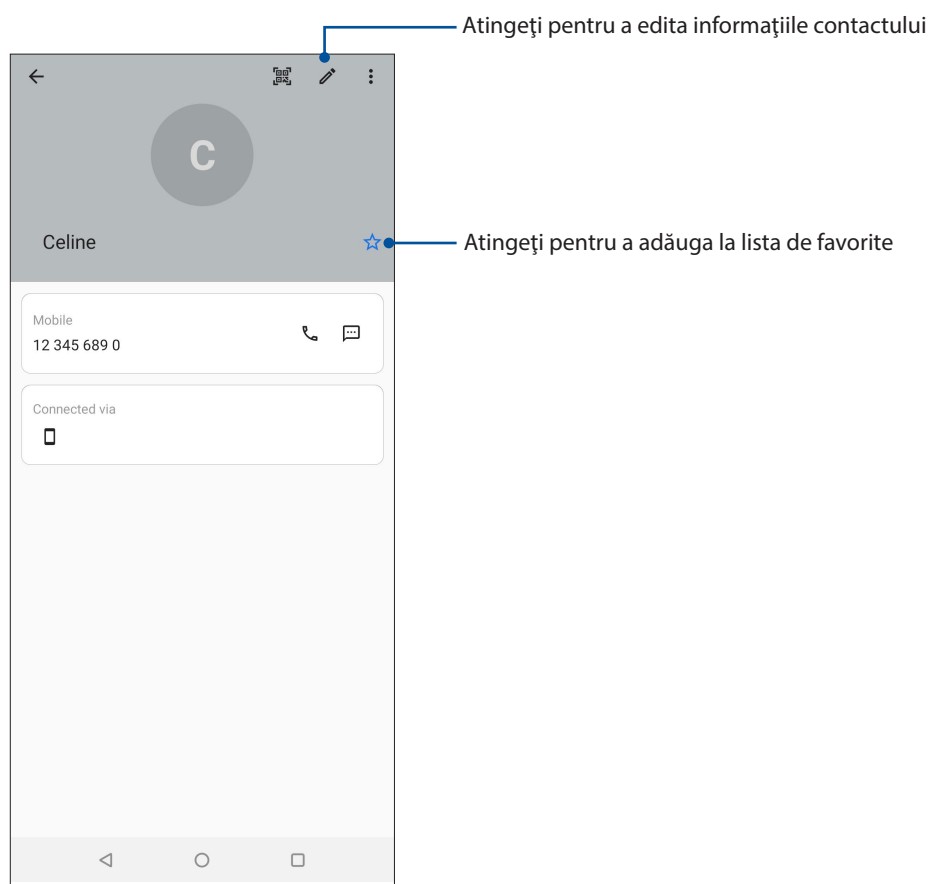 Atingeţi pentru a edita informaţiile contactului
C
Celine
Atingeţi pentru a adăuga la lista de favorite
Mobile
12 345 689 0
Connected via